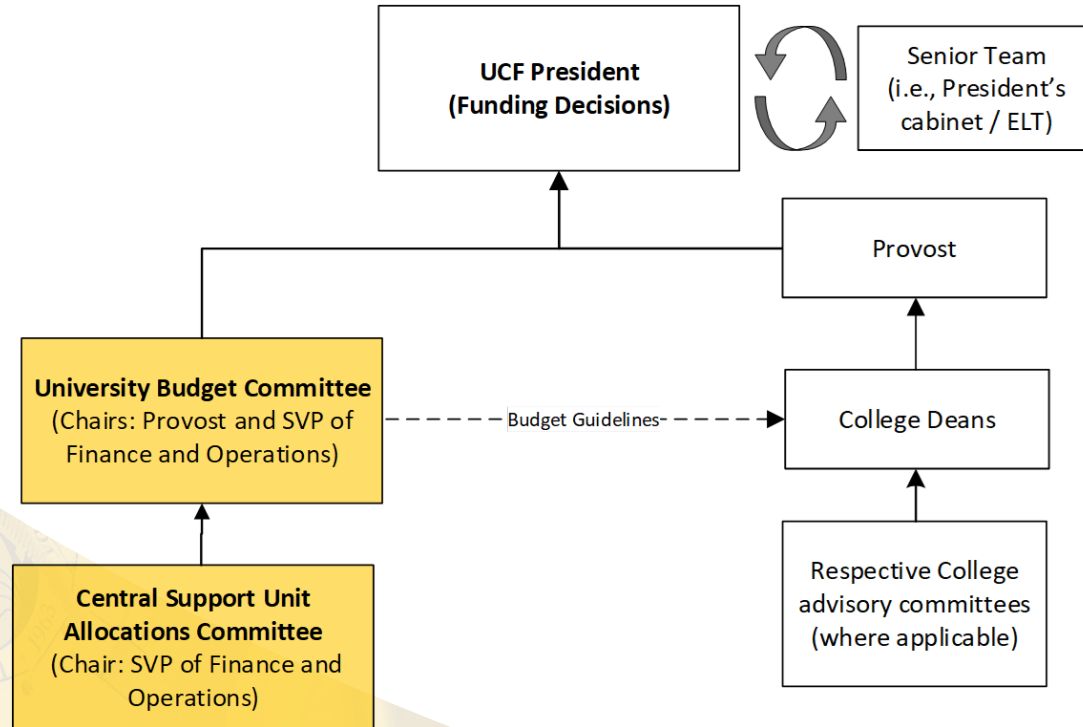 UCF President
(Funding Decisions)
Senior Team
(i.e., President's
cabinet / ELT)
Provost
University Budget Committee
(Chairs: Provost and SVP of
Finance and Operations)
Budget Guidelines
College Deans
Central Support Unit
Allocations Committee
(Chair: SVP of Finance and
Operations)
Respective College
advisory committees
(where applicable)
1963